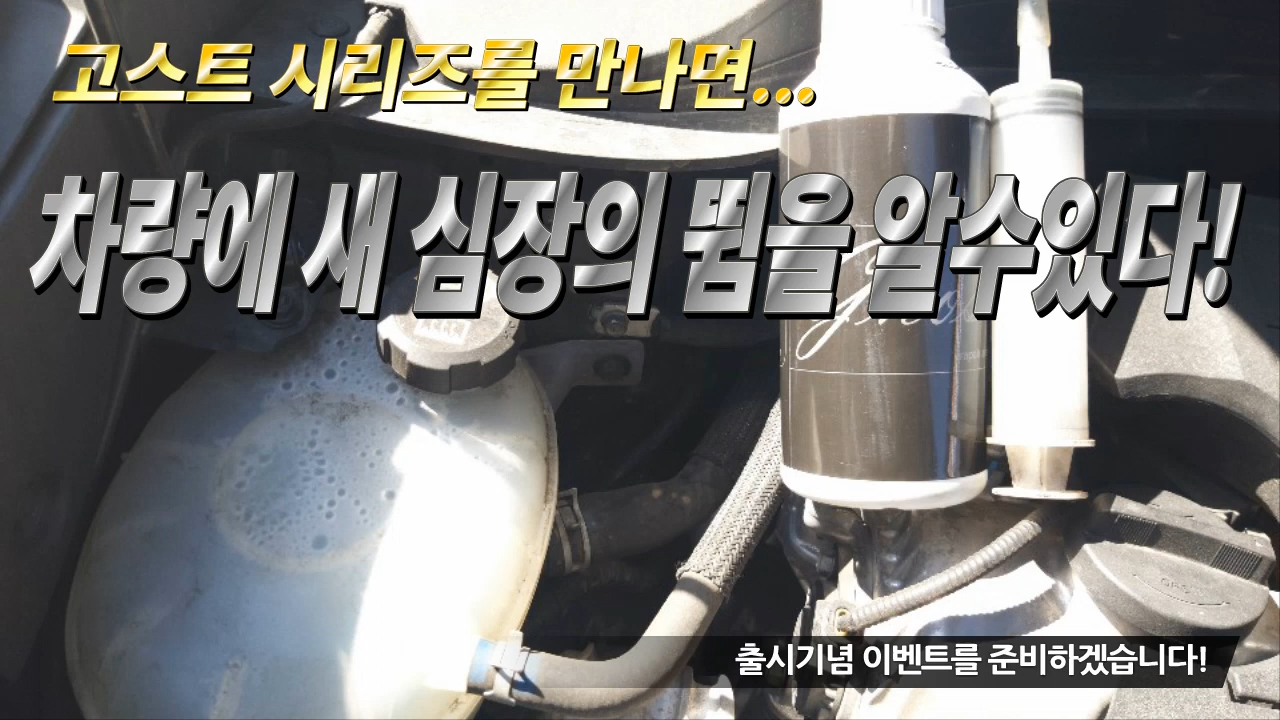 고스트 시리즈를 만나면...
차량에 새 심장의 뜀을 알수있다!
출시기념 이벤트를 준비하겠습니다!